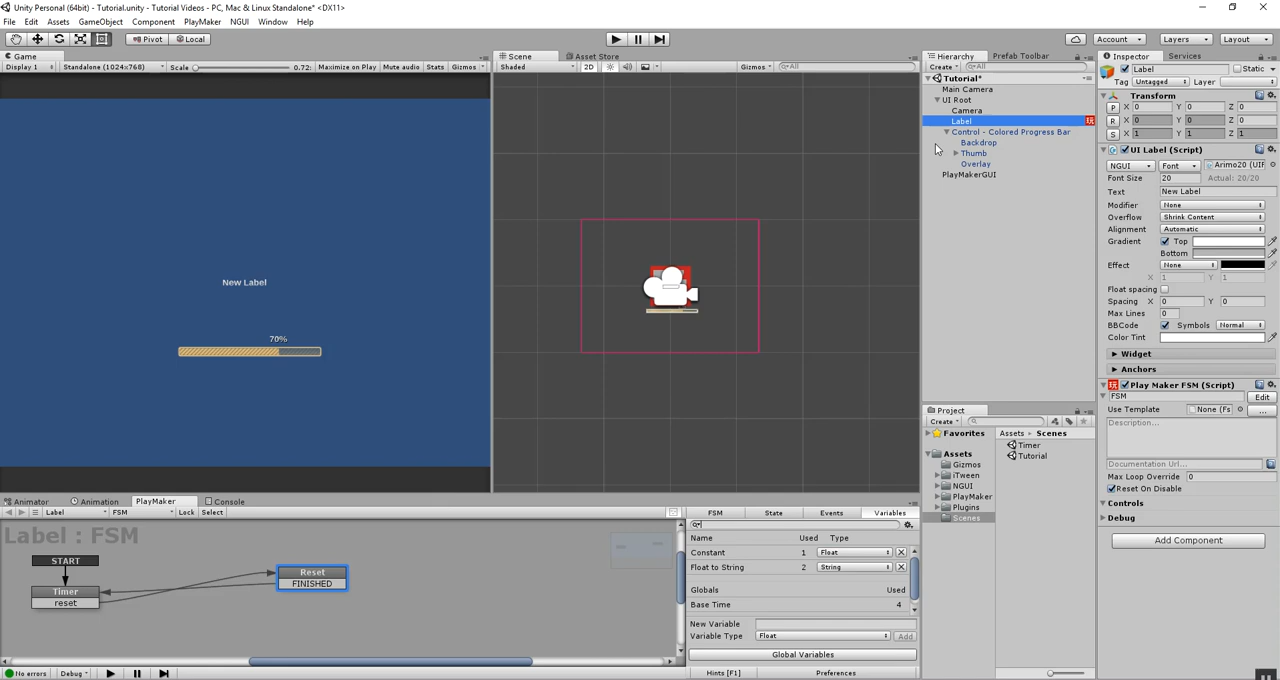 Unity Personal (64bit) - Tutorial.unity - Tutorial Videos - PC, Mac & Linux Standalone* <DX11>
File Edit Assets GameObject Component PlayMaker NGUI Window Help
Pivot Local Account Layers Layout
Game
Display 1 Standalone (1024x768) Scale 0.72: Maximize on Play Mute audio Stats Gizmos
New Label
70%
Scene Asset Store
Shaded 2D Gizmos All
Hierarchy Prefab Toolbar
Create All
Tutorial*
Main Camera
UI Root
Camera
Label
Control - Colored Progress Bar
Backdrop
Thumb
Overlay
PlayMakerGUI
Project
Create
Favorites
Assets
Gizmos
iTween
NGUI
PlayMaker
Plugins
Scenes
Assets Scenes
Timer
Tutorial
Inspector Services
Label Static
Tag Untagged Layer
Transform
P X 0 Y 0 Z 0
R X 0 Y 0 Z 0
S X 1 Y 1 Z 1
UI Label (Script)
NGUI Font Arimo20 (UIF
Font Size 20 Actual: 20/20
Text New Label
Modifier None
Overflow Shrink Content
Alignment Automatic
Gradient Top
Bottom
Effect None
X 1 Y 1
Float spacing
Spacing X 0 Y 0
Max Lines 0
BBCode Symbols Normal
Color Tint
Widget
Anchors
Play Maker FSM (Script)
FSM Edit
Use Template None (Fs ...
Description...
Documentation Url...
Max Loop Override 0
Reset On Disable
Controls
Debug
Add Component
Animator Animation PlayMaker Console
Label FSM Lock Select
Label : FSM
START
Timer
reset
Reset
FINISHED
FSM State Events Variables
Name Used Type
Constant 1 Float
Float to String 2 String
Globals Used
Base Time 4
New Variable
Variable Type Float Add
Global Variables
No errors Debug Hints [F1] Preferences